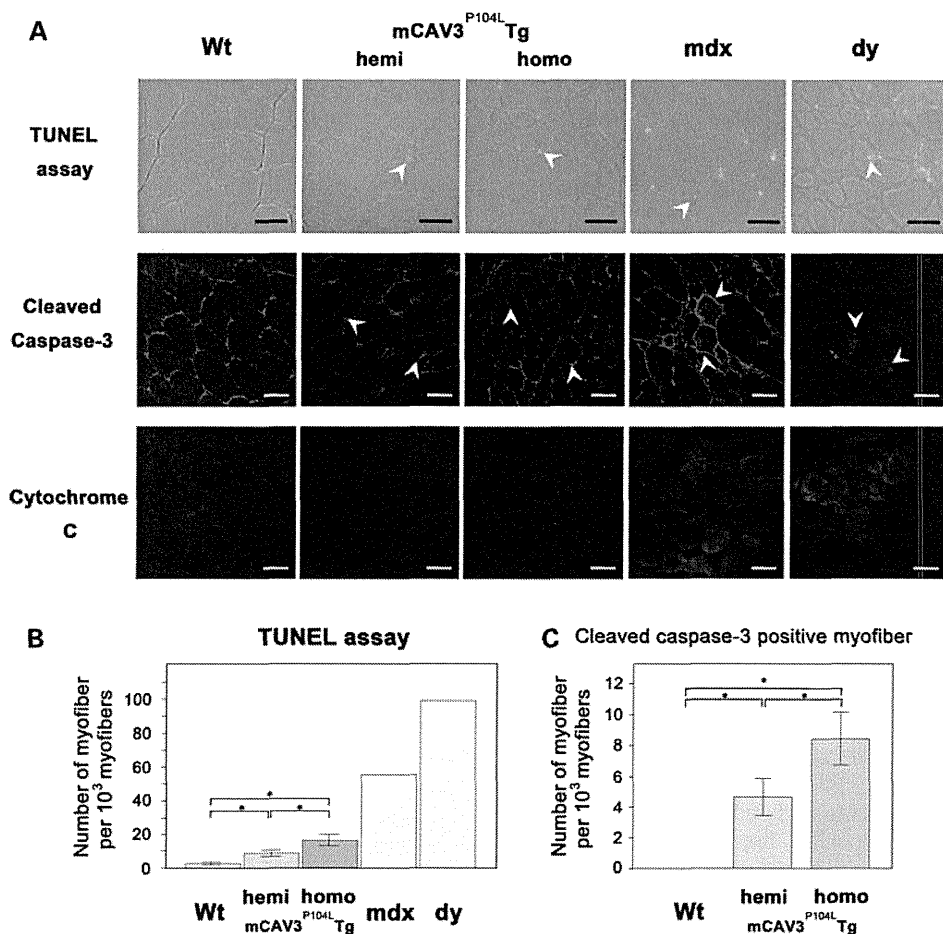 A
Wt
mCAV3P104LTg
hemi
homo
mdx
dy
TUNEL
assay
Cleaved
Caspase-3
Cytochrome
C
B
TUNEL assay
Number of myofiber
per 10³ myofibers
100
80
60
40
20
0
*
*
*
Wt
hemi
homo
mCAV3P104LTg
mdx
dy
C
Cleaved caspase-3 positive myofiber
Number of myofiber
per 10³ myofibers
12
10
8
6
4
2
0
*
*
*
Wt
hemi
homo
mCAV3P104LTg